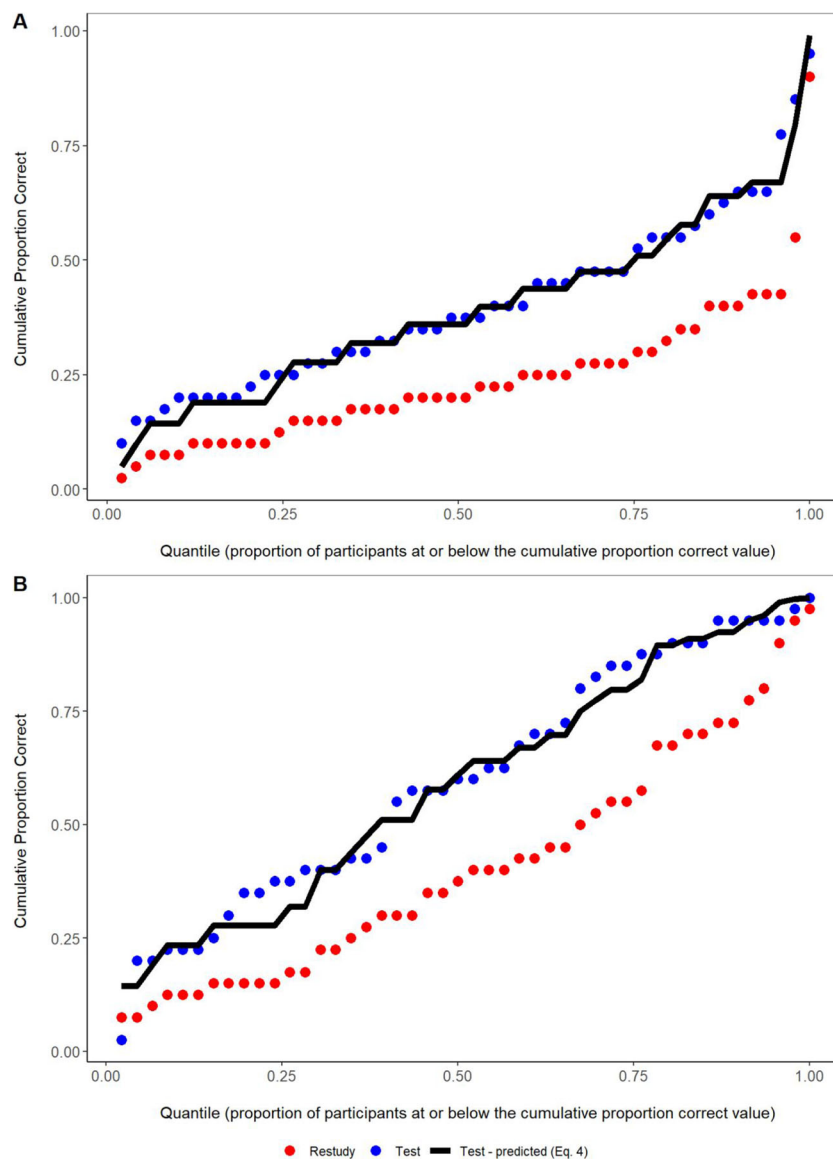 A
1.00
0.75
0.50
0.25
0.00
Cumulative Proportion Correct
0.00 0.25 0.50 0.75 1.00
Quantile (proportion of participants at or below the cumulative proportion correct value)
B
1.00
0.75
0.50
0.25
0.00
Cumulative Proportion Correct
0.00 0.25 0.50 0.75 1.00
Quantile (proportion of participants at or below the cumulative proportion correct value)
Restudy Test Test - predicted (Eq. 4)